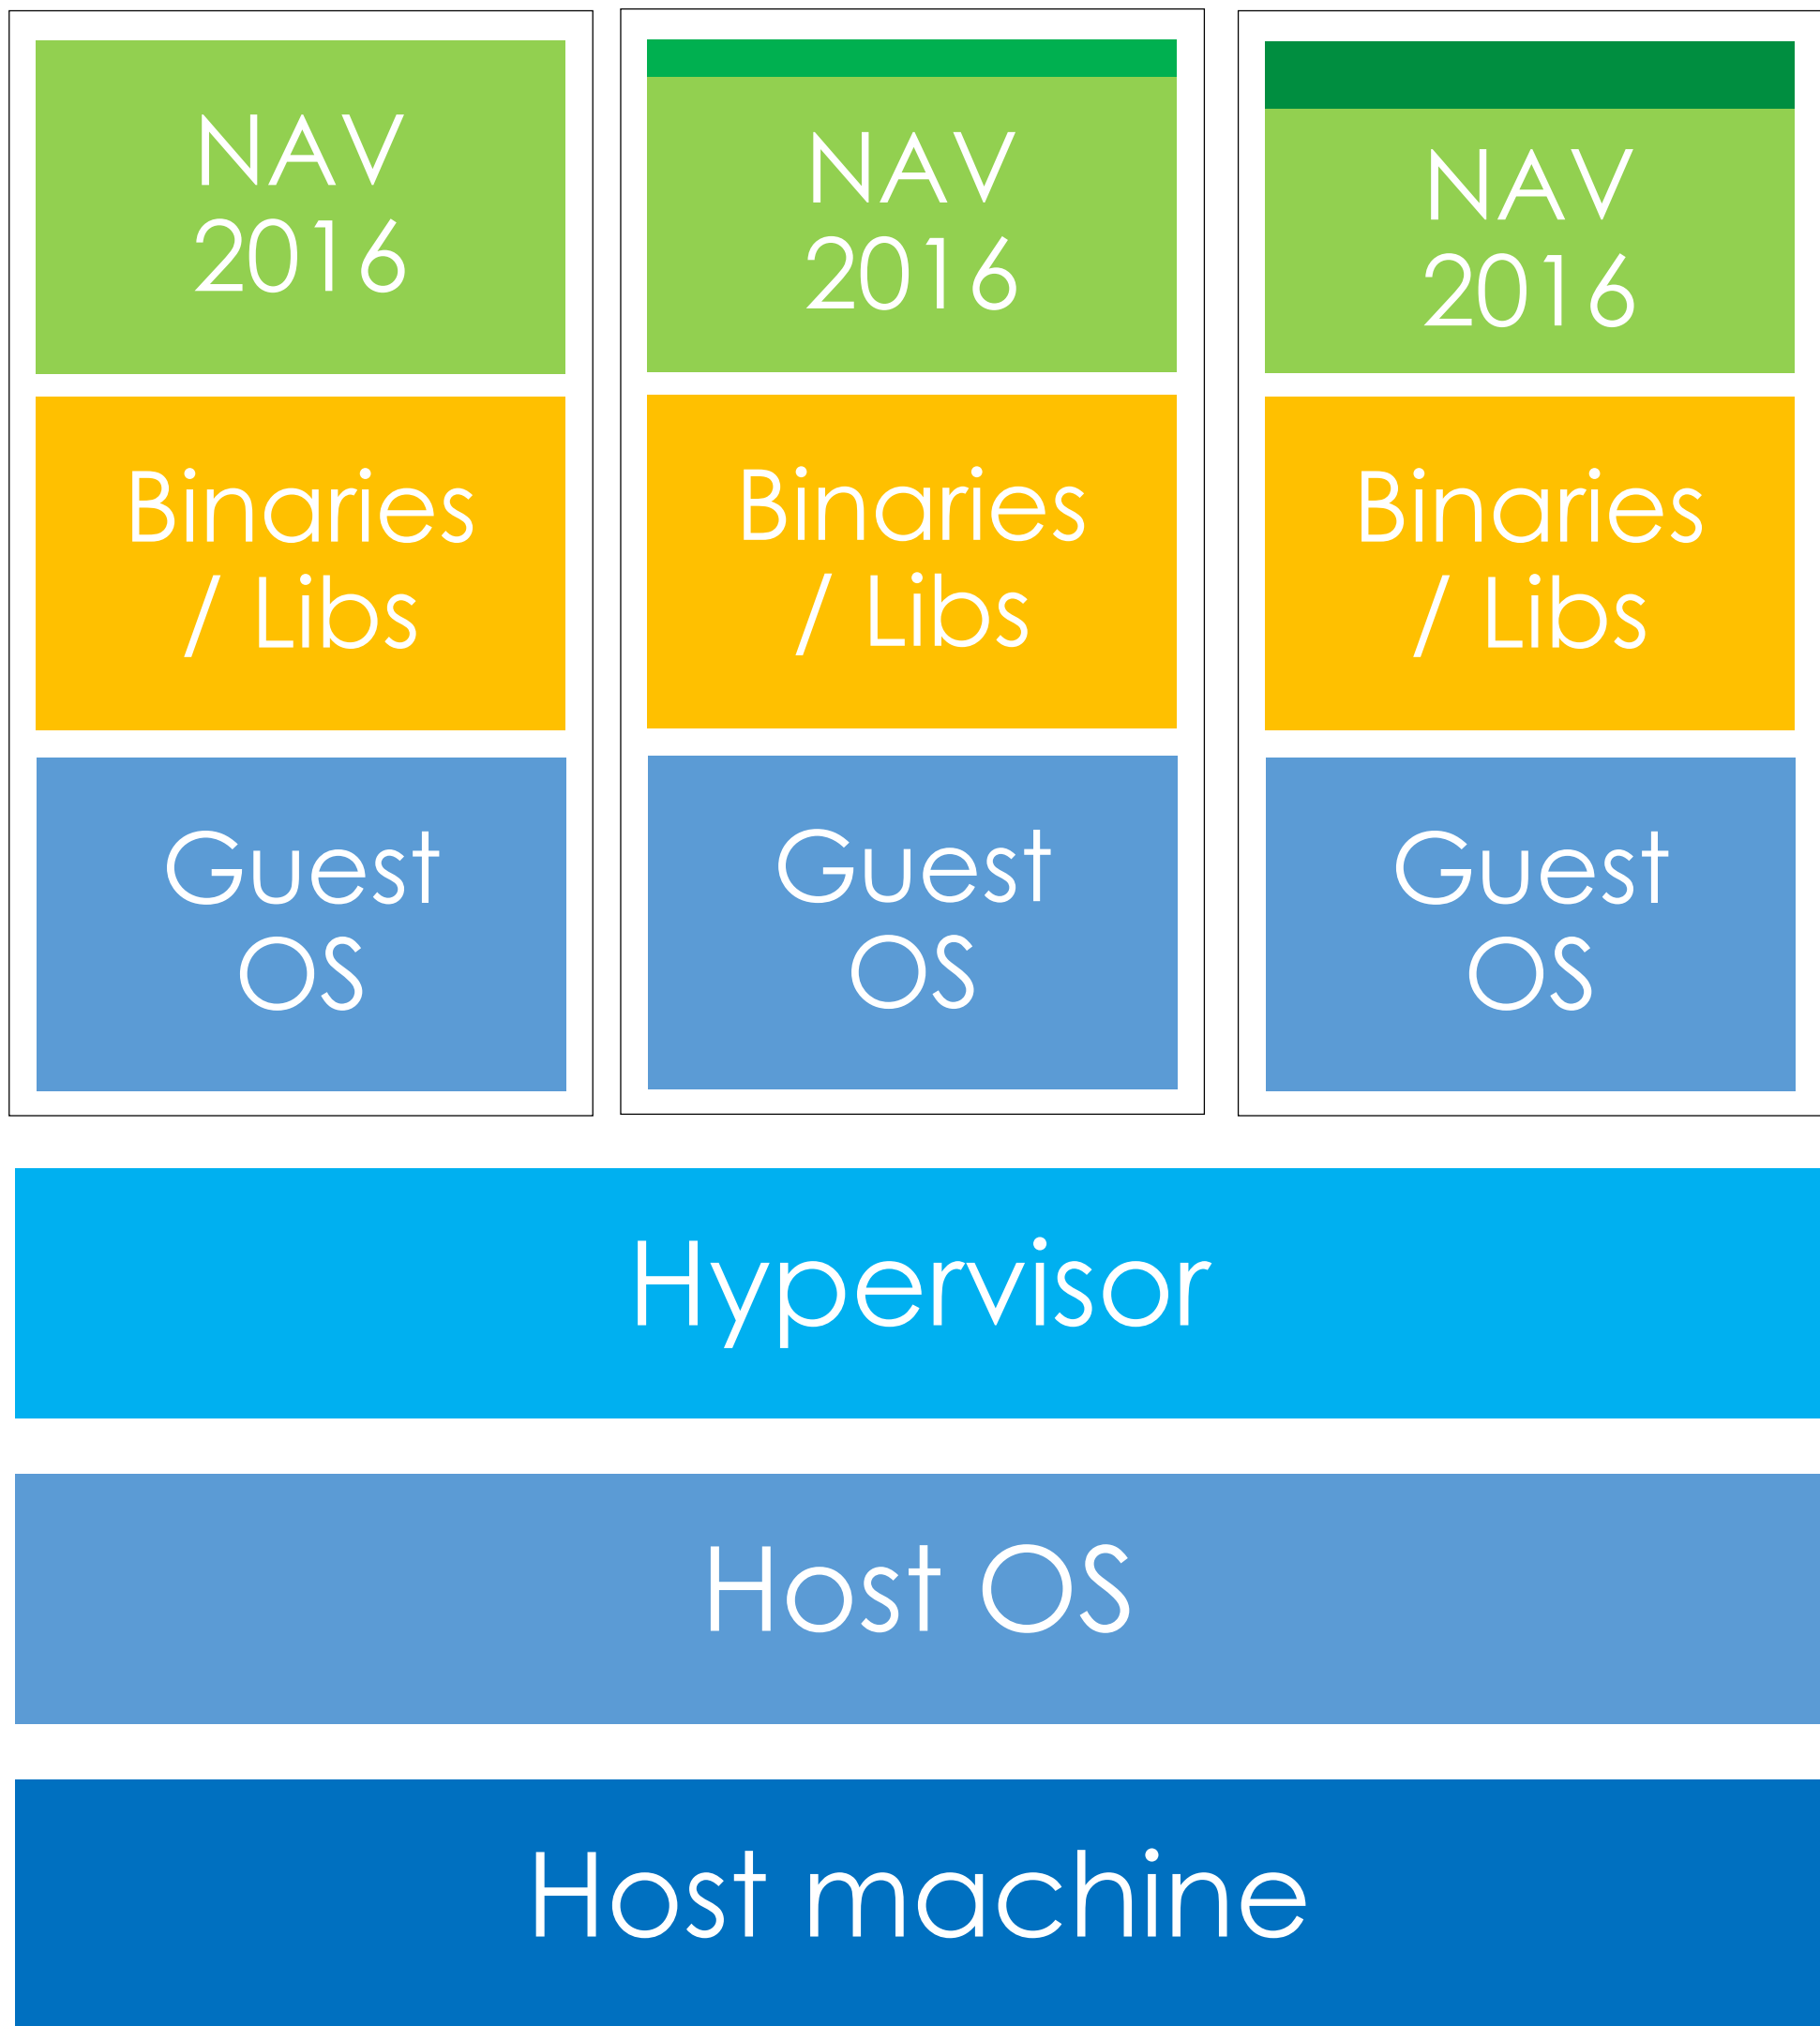 NAV
2016
Binaries
/ Libs
Guest
OS
NAV
2016
Binaries
/ Libs
Guest
OS
NAV
2016
Binaries
/ Libs
Guest
OS
Hypervisor
Host OS
Host machine